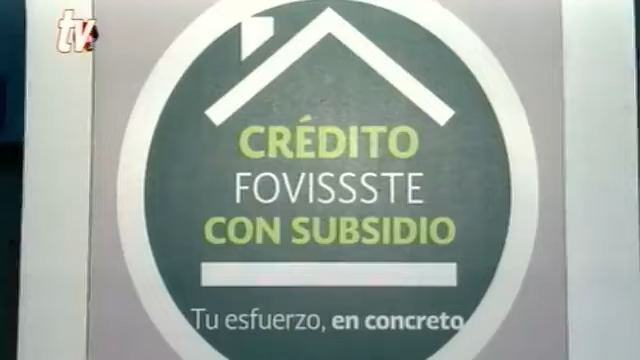 tv
CRÉDITO
FOVISSSTE
CON SUBSIDIO
Tu esfuerzo, en concreto